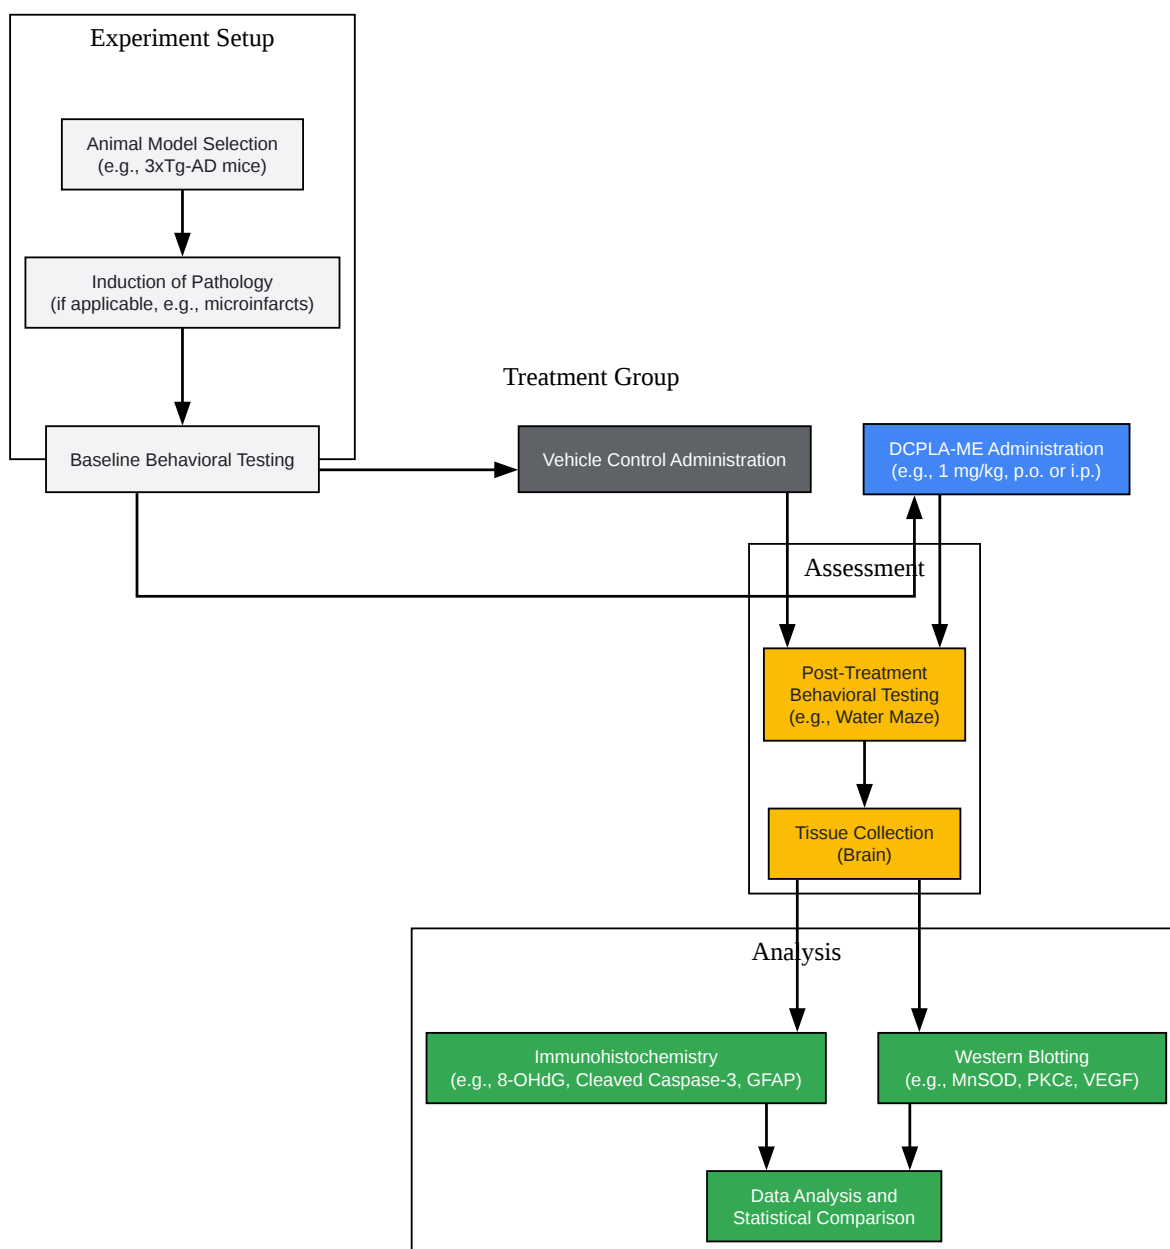 Experiment Setup
Animal Model Selection
(e.g., 3xTg-AD mice)
Induction of Pathology
(if applicable, e.g., microinfarcts)
Baseline Behavioral Testing
Treatment Group
Vehicle Control Administration
DCPLA-ME Administration
(e.g., 1 mg/kg, p.o. or i.p.)
Assessment
Post-Treatment
Behavioral Testing
(e.g., Water Maze)
Tissue Collection
(Brain)
Analysis
Immunohistochemistry
(e.g., 8-OHdG, Cleaved Caspase-3, GFAP)
Western Blotting
(e.g., MnSOD, PKCε, VEGF)
Data Analysis and
Statistical Comparison